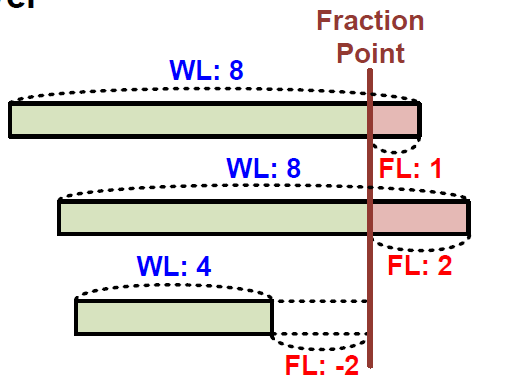 Fraction
Point
WL: 8
FL: 1
WL: 8
FL: 2
WL: 4
FL: -2